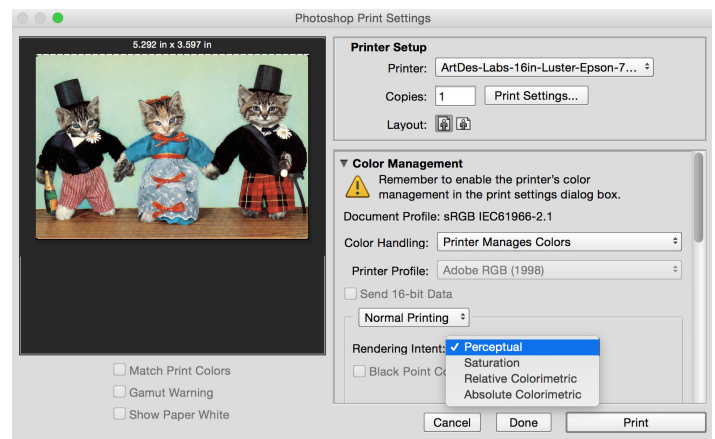 Photoshop Print Settings
5.292 in x 3.597 in
Match Print Colors
Gamut Warning
Show Paper White
Printer Setup
Printer: ArtDes-Labs-16in-Luster-Epson-7...
Copies: 1 Print Settings...
Layout:
Color Management
Remember to enable the printer's color
management in the print settings dialog box.
Document Profile: sRGB IEC61966-2.1
Color Handling: Printer Manages Colors
Printer Profile: Adobe RGB (1998)
Send 16-bit Data
Normal Printing
Rendering Intent: ✓ Perceptual
Saturation
Black Point Relative Colorimetric
Absolute Colorimetric
Cancel Done Print